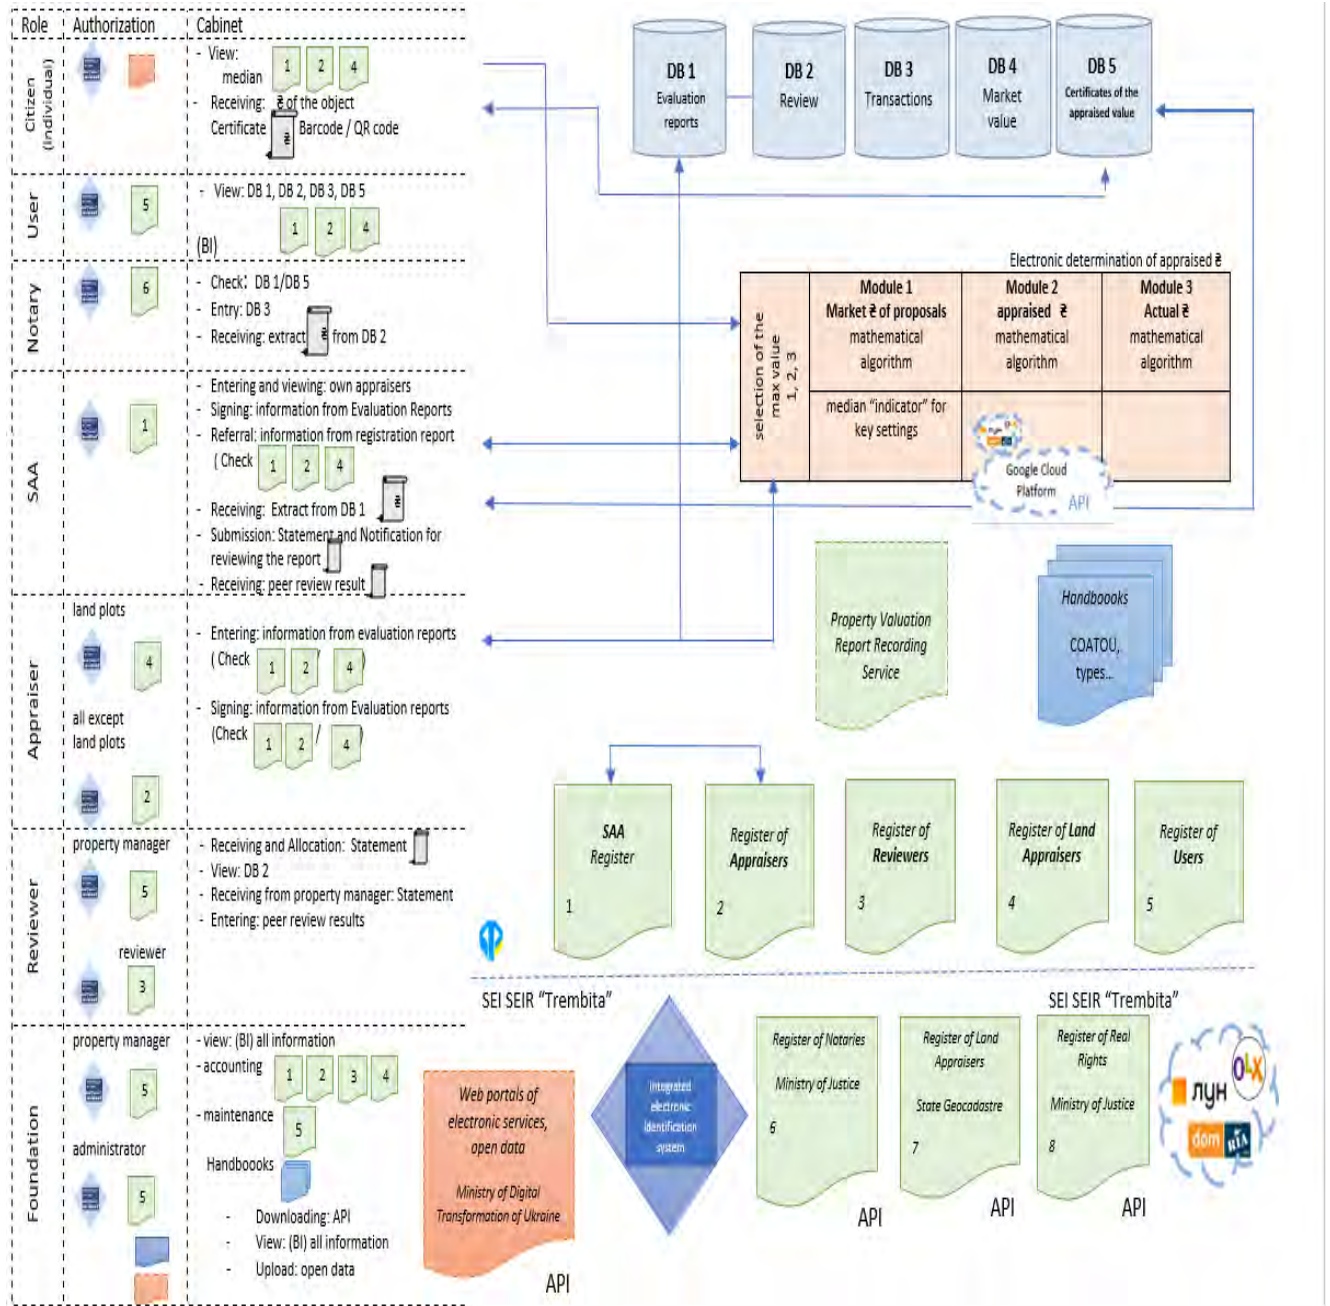 Role Authorization Cabinet
Citizen
(Individual)
- View:
median
1 2 4
- Receiving: ₴ of the object
Certificate ₴ Barcode / QR code
User
5
- View: DB 1, DB 2, DB 3, DB 5
(BI)
1 2 4
Notary
6
- Check: DB 1/DB 5
- Entry: DB 3
- Receiving: extract ₴ from DB 2
SAA
1
- Entering and viewing: own appraisers
- Signing: information from Evaluation Reports
- Referral: information from registration report
( Check 1 2 4
- Receiving: Extract from DB 1 ₴
- Submission: Statement and Notification for
reviewing the report
- Receiving: peer review result
Appraiser
land plots
4
all except
land plots
2
- Entering: information from evaluation reports
( Check 1 2 / 4 )
- Signing: information from Evaluation reports
(Check 1 2 / 4 )
Reviewer
property manager
5
reviewer
3
- Receiving and Allocation: Statement
- View: DB 2
- Receiving from property manager: Statement
- Entering: peer review results
Foundation
property manager
5
administrator
5
- view: (BI) all information
- accounting 1 2 3 4
- maintenance 5
Handboooks
- Downloading: API
- View: (BI) all information
- Upload: open data
DB 1
Evaluation
reports
DB 2
Review
DB 3
Transactions
DB 4
Market
value
DB 5
Certificates of the
appraised value
Electronic determination of appraised ₴
selection of the
max value
1, 2, 3
Module 1
Market ₴ of proposals
mathematical
algorithm
Module 2
appraised ₴
mathematical
algorithm
Module 3
Actual ₴
mathematical
algorithm
median “indicator” for
key settings
лун OLX
dom RIA
Google Cloud
Platform
API
Property Valuation
Report Recording
Service
Handboooks
COATOU,
types...
SAA
Register
1
Register of
Appraisers
2
Register of
Reviewers
3
Register of Land
Appraisers
4
Register of
Users
5
SEI SEIR “Trembita”
SEI SEIR “Trembita”
Web portals of
electronic services,
open data
Ministry of Digital
Transformation of Ukraine
API
Integrated
electronic
identification
system
Register of Notaries
Ministry of Justice
6
API
Register of Land
Appraisers
State Geocadastre
7
API
Register of Real
Rights
Ministry of Justice
8
API
OLX
лун
dom RIA